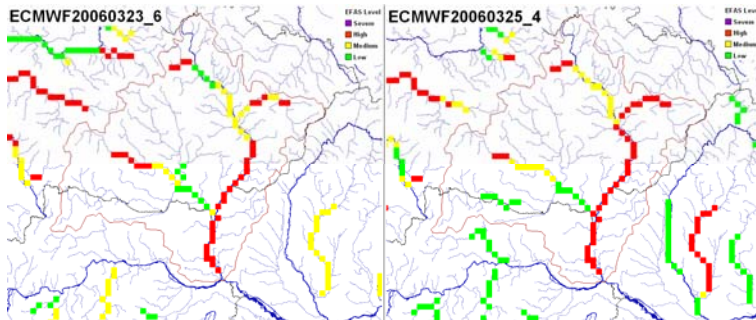 ECMWF20060323_6
EFAS Level
Severe
High
Medium
Low
ECMWF20060325_4
EFAS Level
Severe
High
Medium
Low